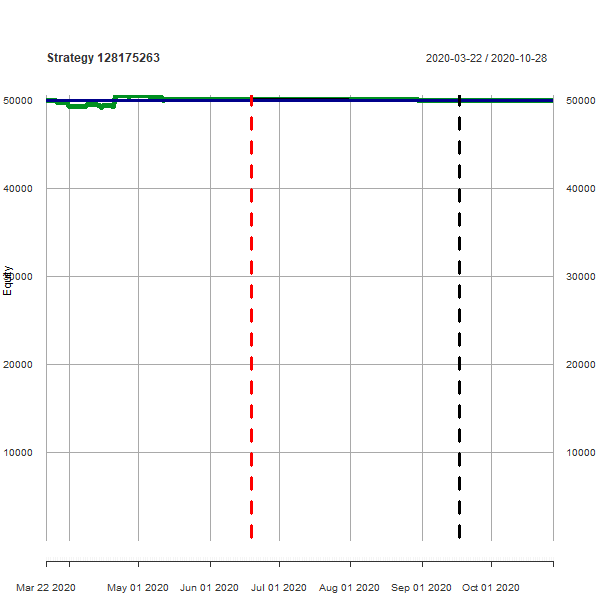 Strategy 128175263
2020-03-22 / 2020-10-28
50000 50000
40000 40000
30000 30000
20000 20000
10000 10000
Equity
Mar 22 2020 May 01 2020 Jun 01 2020 Jul 01 2020 Aug 01 2020 Sep 01 2020 Oct 01 2020